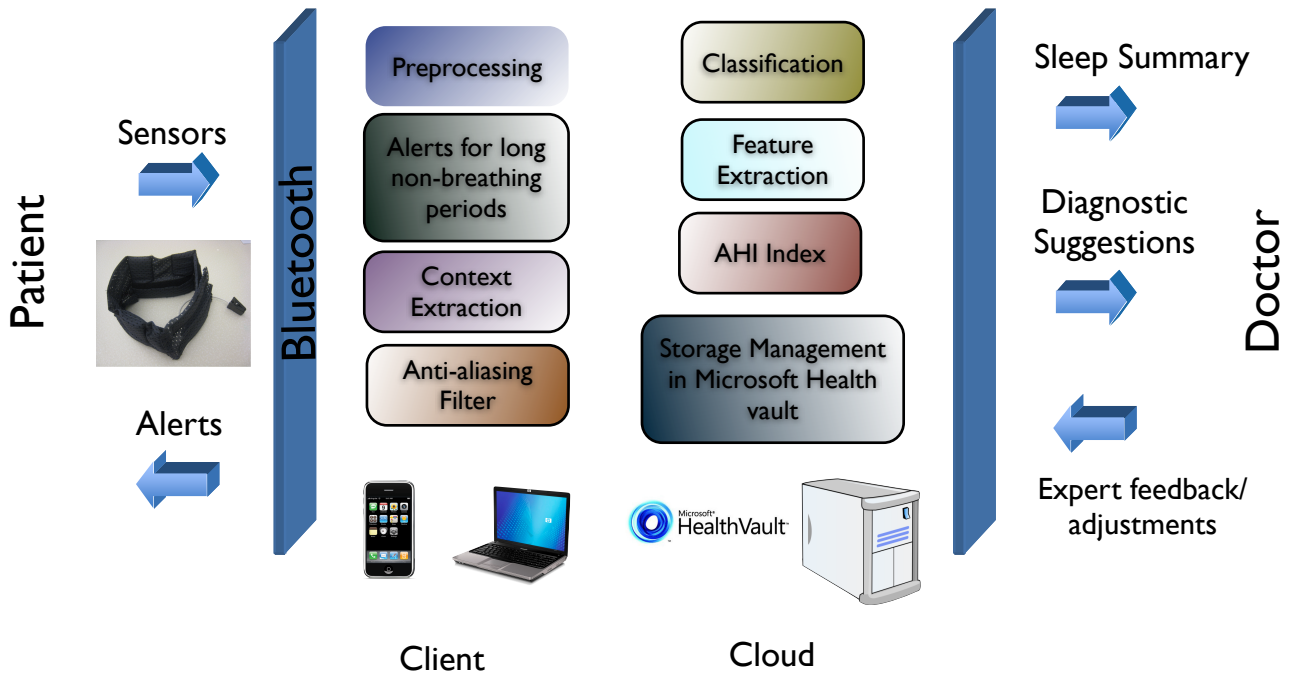 Patient
Sensors
Alerts
Bluetooth
Preprocessing
Alerts for long
non-breathing
periods
Context
Extraction
Anti-aliasing
Filter
Client
Classification
Feature
Extraction
AHI Index
Storage Management
in Microsoft Health
vault
Microsoft®
HealthVault™
Cloud
Sleep Summary
Diagnostic
Suggestions
Expert feedback/
adjustments
Doctor